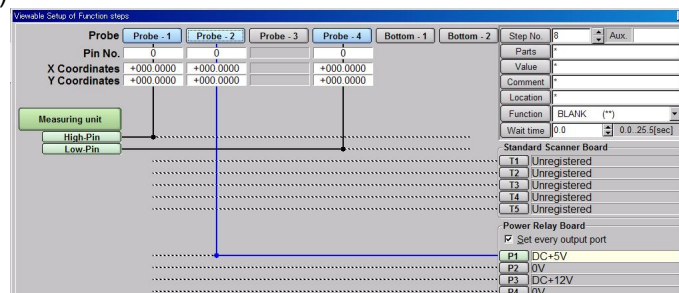 )
Viewable Setup of Function steps
Probe Probe - 1 Probe - 2 Probe - 3 Probe - 4 Bottom - 1 Bottom - 2
Pin No. 0 0 0
X Coordinates +000.0000 +000.0000 +000.0000
Y Coordinates +000.0000 +000.0000 +000.0000
Measuring unit
High-Pin
Low-Pin
Step No. 8 Aux.
Parts *
Value *
Comment *
Location *
Function BLANK (**)
Wait time 0.0 0.0..25.5[sec]
Standard Scanner Board
T1 Unregistered
T2 Unregistered
T3 Unregistered
T4 Unregistered
T5 Unregistered
Power Relay Board
Set every output port
P1 DC+5V
P2 0V
P3 DC+12V
P4 0V